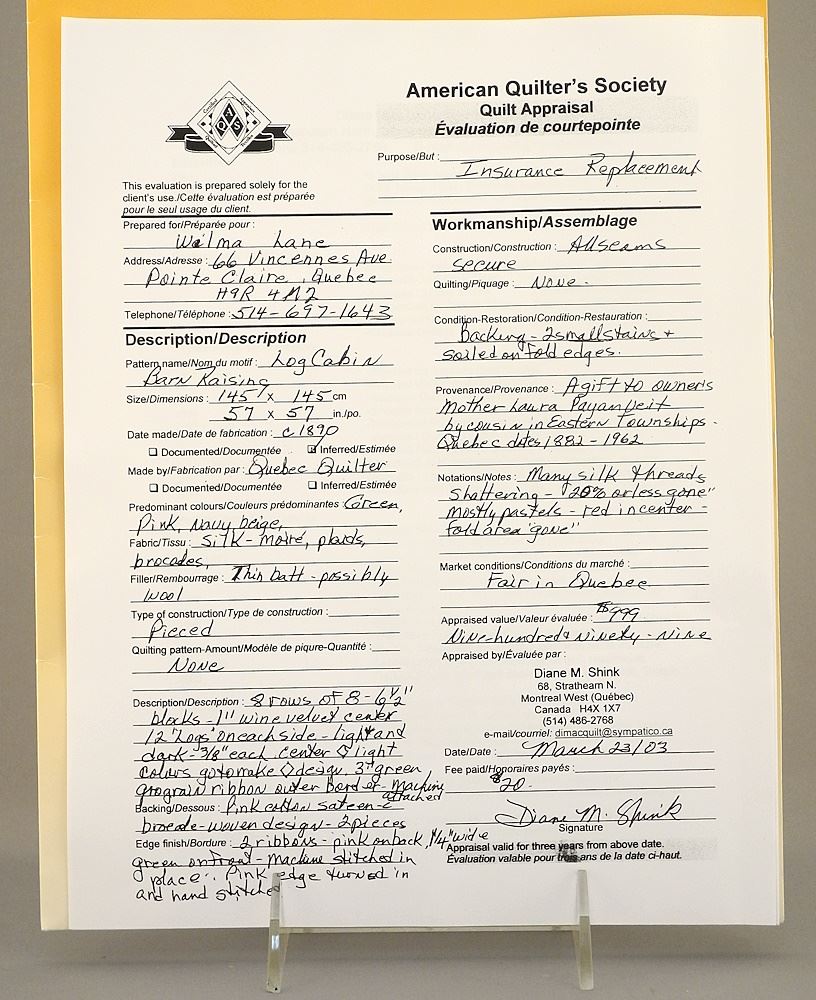 American Quilter's Society
Quilt Appraisal
Évaluation de courtepointe
AQS
Purpose/But : Insurance Replacement
This evaluation is prepared solely for the
client's use./Cette évaluation est préparée
pour le seul usage du client.
Prepared for/Préparée pour :
Wilma Lane
Address/Adresse : 66 Vincennes Ave
Pointe Claire, Quebec
H9R 4M2
Telephone/Téléphone : 514-697-1643
Description/Description
Pattern name/Nom du motif : Log Cabin
Barn Raising
Size/Dimensions : 145 x 145 cm
57 x 57 in./po.
Date made/Date de fabrication : c1890
❑ Documented/Documentée ❑ Inferred/Estimée
Made by/Fabrication par : Quebec Quilter
❑ Documented/Documentée ❑ Inferred/Estimée
Predominant colours/Couleurs prédominantes : Green,
Pink, Navy beige,
Fabric/Tissu : Silk - moiré, plaids,
brocades,
Filler/Rembourrage : Thin batt - possibly
wool
Type of construction/Type de construction :
Pieced
Quilting pattern-Amount/Modèle de piqure-Quantité :
None
Description/Description : 8 rows of 8 - 6½"
blocks - 1" wine velvet center
12 "Logs" on each side - light and
dark - 3/8" each center ◇ light
colors go to make ◇ design. 3" green
grograin ribbon outer border - machine
attached
Backing/Dessous : Pink cotton sateen - c
brocade - woven design - 2 pieces
Edge finish/Bordure : 2 ribbons - pink on back, 1¼" wide
green on front - machine stitched in
place. Pink edge turned in
and hand stitched
Workmanship/Assemblage
Construction/Construction : All seams
secure
Quilting/Piquage : None.
Condition-Restoration/Condition-Restauration :
Backing - 2 small stains +
soiled on fold edges.
Provenance/Provenance : A gift to owner's
Mother Laura Payan Veit
by cousin in Eastern Townships -
Quebec dates 1882 - 1962
Notations/Notes : Many silk threads
shattering - "20% or less gone"
mostly pastels - red in center -
fold area "gone"
Market conditions/Conditions du marché :
Fair in Quebec
Appraised value/Valeur évaluée : $999
Nine-hundred & Ninety-Nine
Appraised by/Évaluée par :
Diane M. Shink
68, Strathearn N.
Montreal West (Québec)
Canada H4X 1X7
(514) 486-2768
e-mail/courriel: dimacquilt@sympatico.ca
Date/Date : March 23/03
Fee paid/Honoraires payés :
$20.
Diane M. Shink
Signature
Appraisal valid for three years from above date.
Évaluation valable pour trois ans de la date ci-haut.